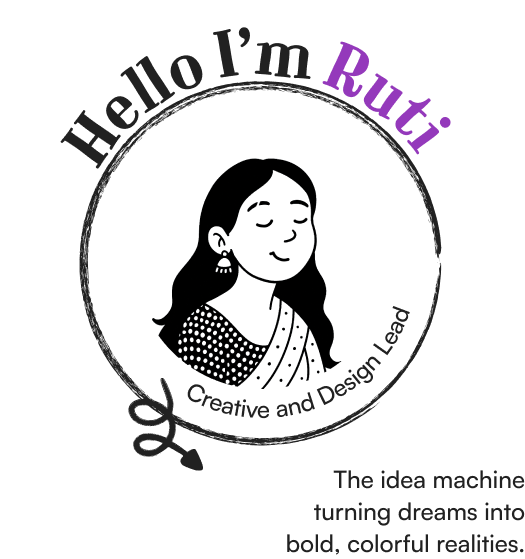 Hello I'm Ruti
Creative and Design Lead
The idea machine
turning dreams into
bold, colorful realities.